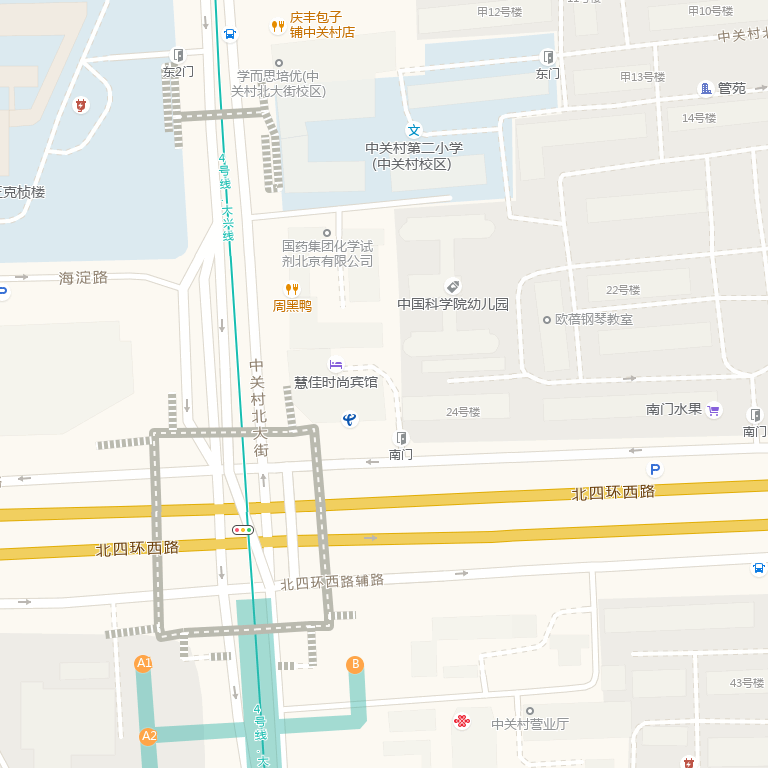 甲12号楼
11号楼
甲10号楼
庆丰包子
铺中关村店
中关村北
东2门
东门
学而思培优(中
关村北大街校区)
甲13号楼
管苑
14号楼
中关村第二小学
(中关村校区)
4号线·大兴线
克桢楼
国药集团化学试
剂北京有限公司
海淀路
P
周黑鸭
中国科学院幼儿园
22号楼
欧蓓钢琴教室
中关村北大街
慧佳时尚宾馆
24号楼
南门水果
南门
南门
P
北四环西路
北四环西路
北四环西路辅路
A1
B
A2
43号楼
4号线·大
中关村营业厅